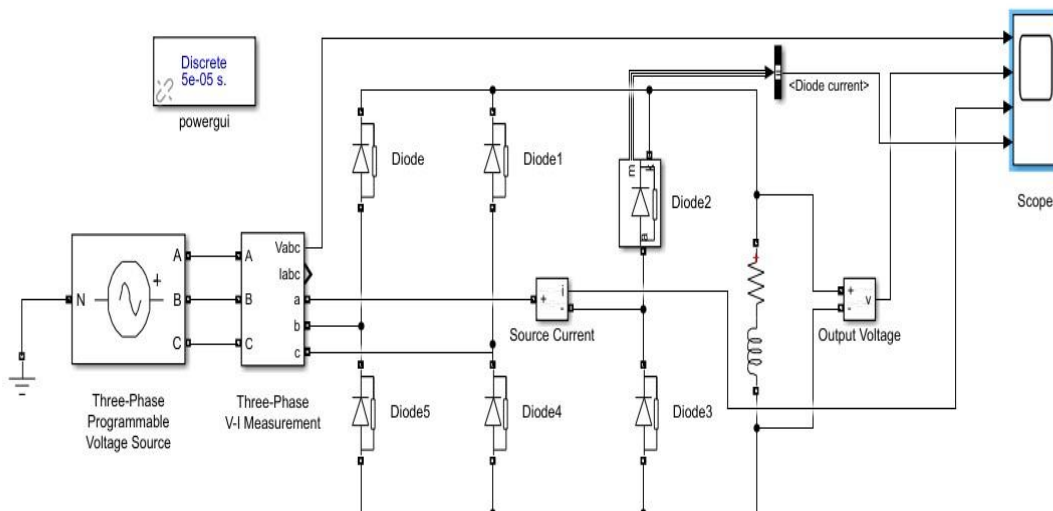 Discrete
5e-05 s.
powergui
<Diode current>
Scope
Diode
Diode1
m
k
a
Diode2
N
+
A
B
C
Three-Phase
Programmable
Voltage Source
A
B
C
Vabc
Iabc
a
b
c
Three-Phase
V-I Measurement
+
i
-
Source Current
+
+
-
v
Output Voltage
Diode5
Diode4
Diode3